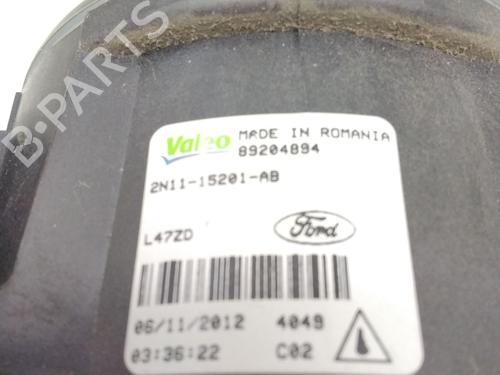 B-PARTS
Valeo MADE IN ROMANIA
89204894
2N11-15201-AB
L47ZD Ford
06/11/2012 4049
03:36:22 C02